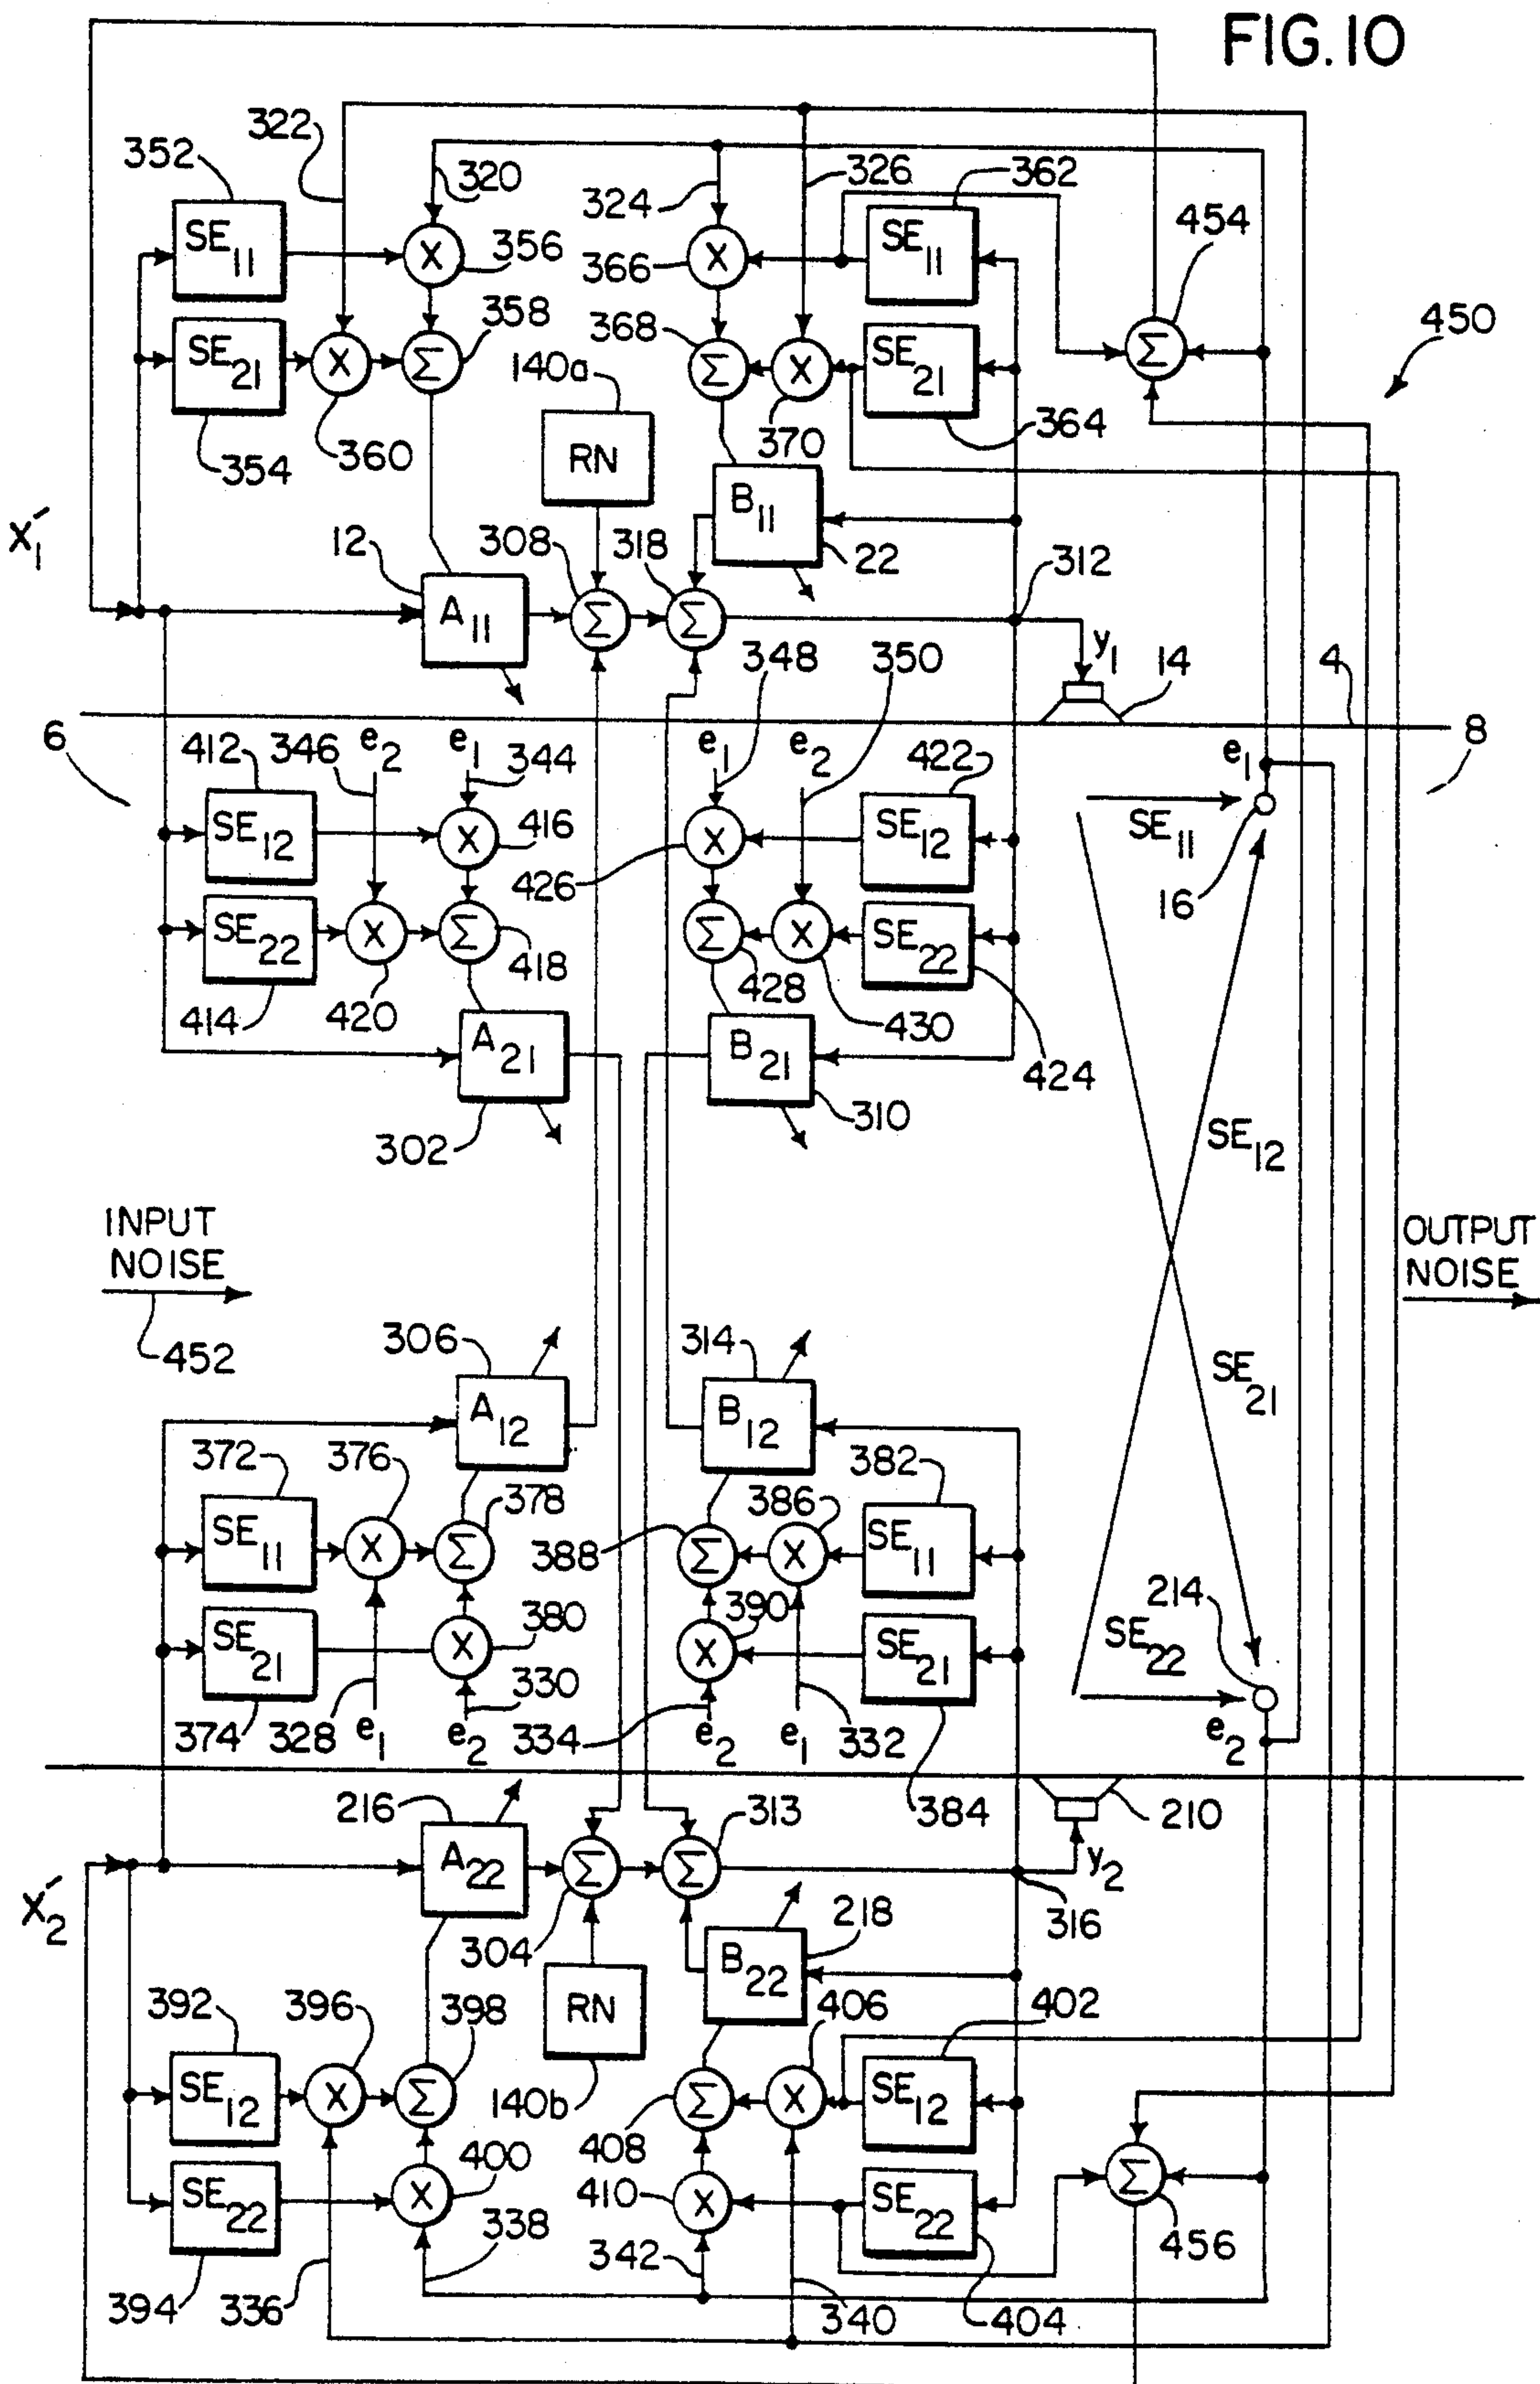 FIG. 10
322
352
320
324
326
362
454
SE11
356
366
SE11
450
358
368
SE21
140a
SE21
360
354
370
364
RN
B11
X1'
12
308
318
22
312
A11
348
350
y1
14
4
6
8
412
346
e2
e1
344
e1
e2
422
e1
SE12
416
SE12
SE11
426
16
SE22
418
428
SE22
414
420
430
A21
B21
424
302
310
SE12
INPUT
NOISE
OUTPUT
NOISE
452
306
314
SE21
A12
B12
372
376
378
386
382
SE11
388
SE11
390
214
SE21
380
SE21
SE22
374
328
e1
330
e2
334
e2
e1
332
e2
216
313
384
210
A22
y2
X2'
304
218
316
B22
392
396
398
RN
406
402
SE12
140b
SE12
408
400
SE22
410
SE22
338
342
456
394
336
340
404
X
X
Σ
Σ
X
Σ
X
Σ
Σ
X
X
X
Σ
Σ
X
X
Σ
Σ
X
X
X
Σ
Σ
X
Σ
Σ
X
X
X
Σ